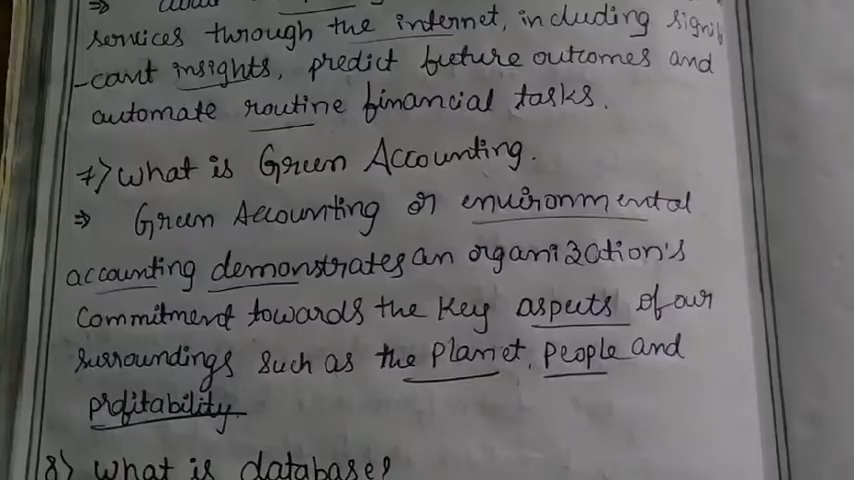 ⇒
services through the internet, including signifi
-cant insights, predict future outcomes and
automate routine financial tasks.
7) What is Green Accounting.
⇒ Green Accounting or environmental
accounting demonstrates an organization's
Commitment towards the Key aspects of our
surroundings such as the planet, people and
profitability
8) What is database?